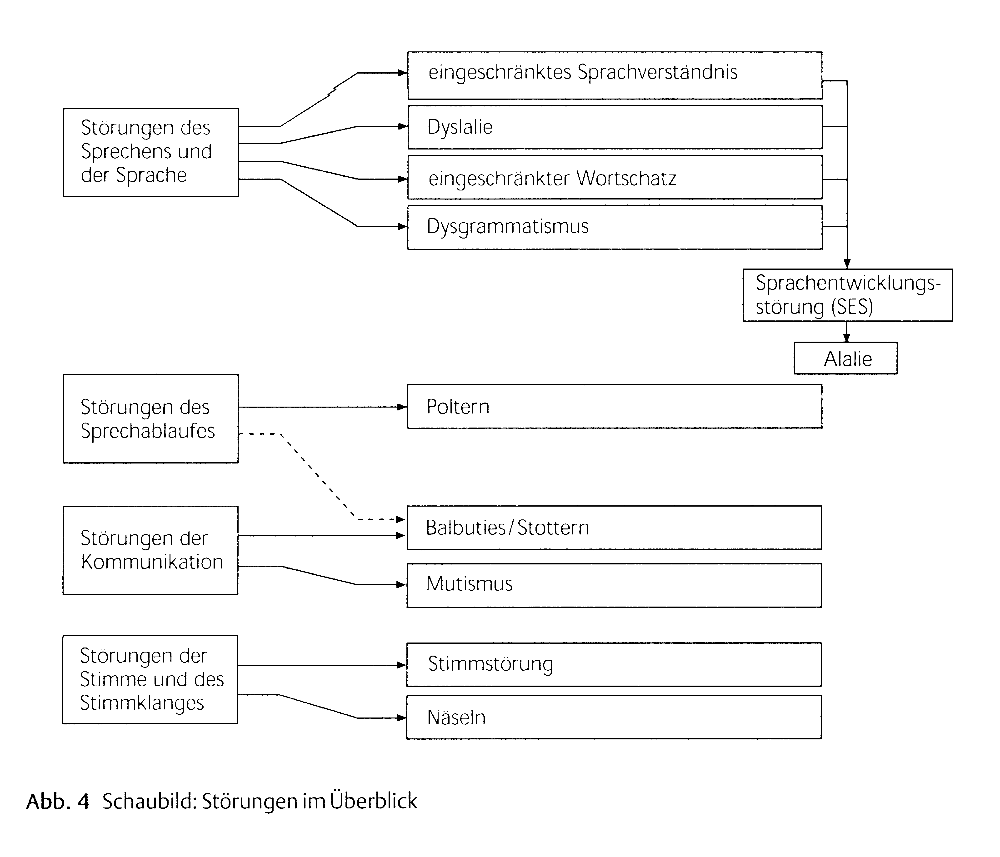 eingeschränktes Sprachverständnis
Störungen des
Sprechens und
der Sprache
Dyslalie
eingeschränkter Wortschatz
Dysgrammatismus
Sprachentwicklungs-
störung (SES)
Alalie
Störungen des
Sprechablaufes
Poltern
Störungen der
Kommunikation
Balbuties/Stottern
Mutismus
Störungen der
Stimme und des
Stimmklanges
Stimmstörung
Näseln
Abb. 4 Schaubild: Störungen im Überblick